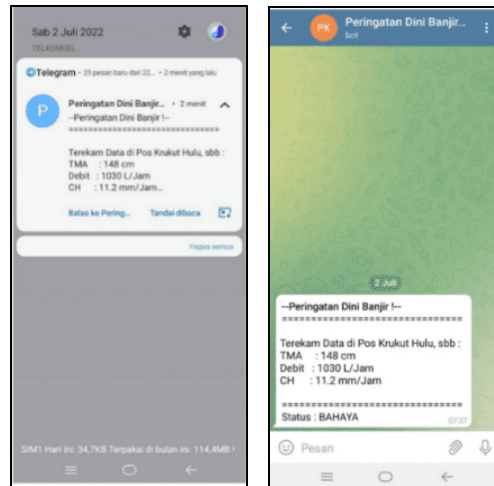 Sab 2 Juli 2022
TELKOMSEL
Telegram • 25 pesan baru dari 22... • 2 menit yang lalu
P
Peringatan Dini Banjir... • 2 menit
--Peringatan Dini Banjir !--
==============================
Terekam Data di Pos Krukut Hulu, sbb :
TMA : 148 cm
Debit : 1030 L/Jam
CH : 11.2 mm/Jam...
Balas ke Pering... Tandai dibaca
Hapus semua
SIM1 Hari ini: 34,7KB Terpakai di bulan ini: 114,4MB >
PK
Peringatan Dini Banjir...
bot
2 Juli
--Peringatan Dini Banjir !--
==============================
Terekam Data di Pos Krukut Hulu, sbb :
TMA : 148 cm
Debit : 1030 L/Jam
CH : 11.2 mm/Jam
==============================
Status : BAHAYA
07:37
Pesan